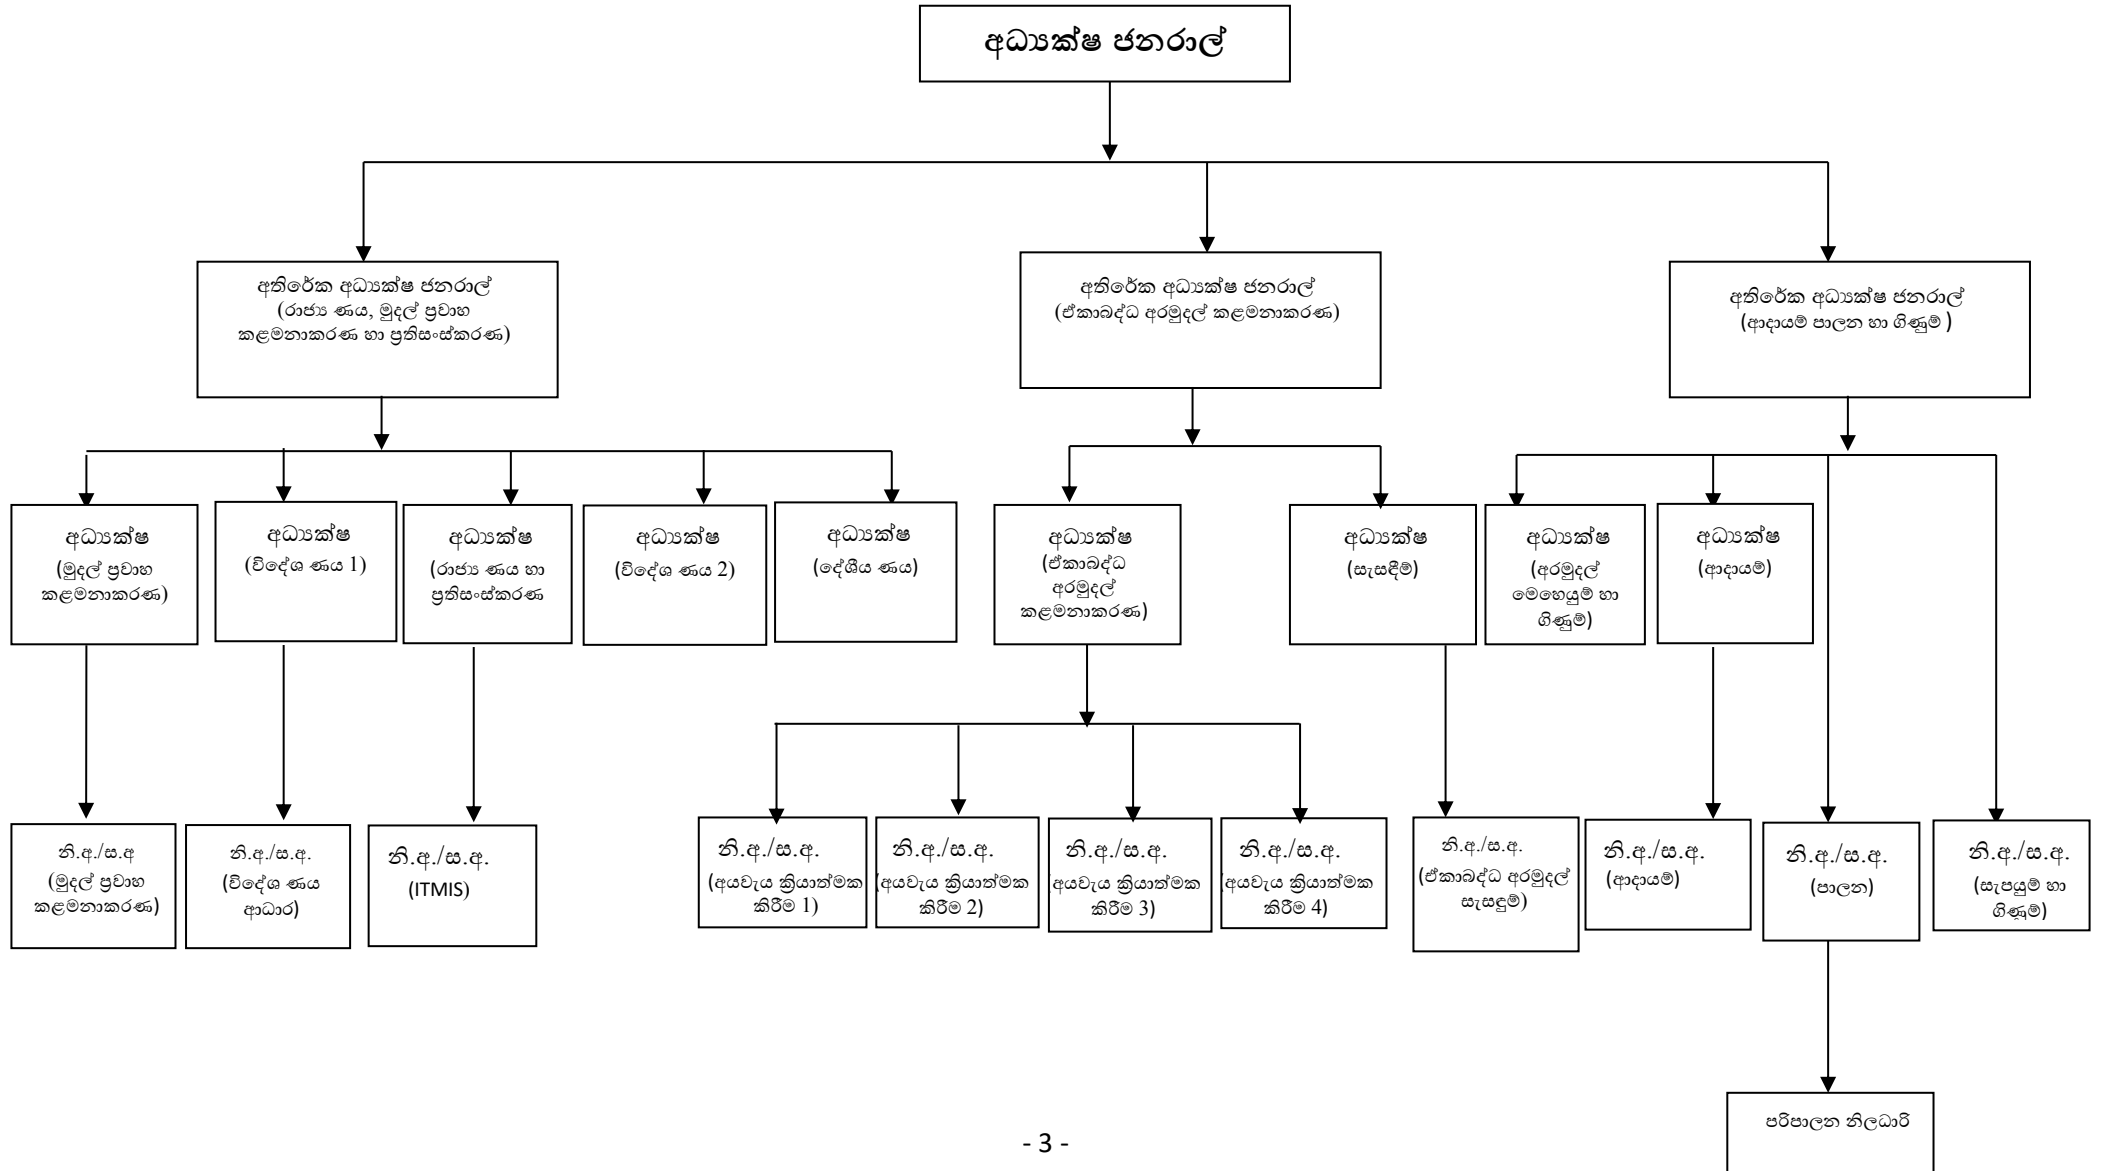 අධ්‍යක්ෂ ජනරාල්
අතිරේක අධ්‍යක්ෂ ජනරාල්
(රාජ්‍ය ණය, මුදල් ප්‍රවාහ
කළමනාකරණ හා ප්‍රතිසංස්කරණ)
අතිරේක අධ්‍යක්ෂ ජනරාල්
(ඒකාබද්ධ අරමුදල් කළමනාකරණ)
අතිරේක අධ්‍යක්ෂ ජනරාල්
(ආදායම් පාලන හා ගිණුම් )
අධ්‍යක්ෂ
(මුදල් ප්‍රවාහ
කළමනාකරණ)
අධ්‍යක්ෂ
(විදේශ ණය 1)
අධ්‍යක්ෂ
(රාජ්‍ය ණය හා
ප්‍රතිසංස්කරණ
අධ්‍යක්ෂ
(විදේශ ණය 2)
අධ්‍යක්ෂ
(දේශීය ණය)
අධ්‍යක්ෂ
(ඒකාබද්ධ
අරමුදල්
කළමනාකරණ)
අධ්‍යක්ෂ
(සැසඳීම්)
අධ්‍යක්ෂ
(අරමුදල්
මෙහෙයුම් හා
ගිණුම්)
අධ්‍යක්ෂ
(ආදායම්)
නි.අ./ස.අ
(මුදල් ප්‍රවාහ
කළමනාකරණ)
නි.අ./ස.අ.
(විදේශ ණය
ආධාර)
නි.අ./ස.අ.
(ITMIS)
නි.අ./ස.අ.
(අයවැය ක්‍රියාත්මක
කිරීම 1)
නි.අ./ස.අ.
(අයවැය ක්‍රියාත්මක
කිරීම 2)
නි.අ./ස.අ.
(අයවැය ක්‍රියාත්මක
කිරීම 3)
නි.අ./ස.අ.
(අයවැය ක්‍රියාත්මක
කිරීම 4)
නි.අ./ස.අ.
(ඒකාබද්ධ අරමුදල්
සැසඳුම්)
නි.අ./ස.අ.
(ආදායම්)
නි.අ./ස.අ.
(පාලන)
නි.අ./ස.අ.
(සැපයුම් හා
ගිණුම්)
පරිපාලන නිලධාරි
- 3 -